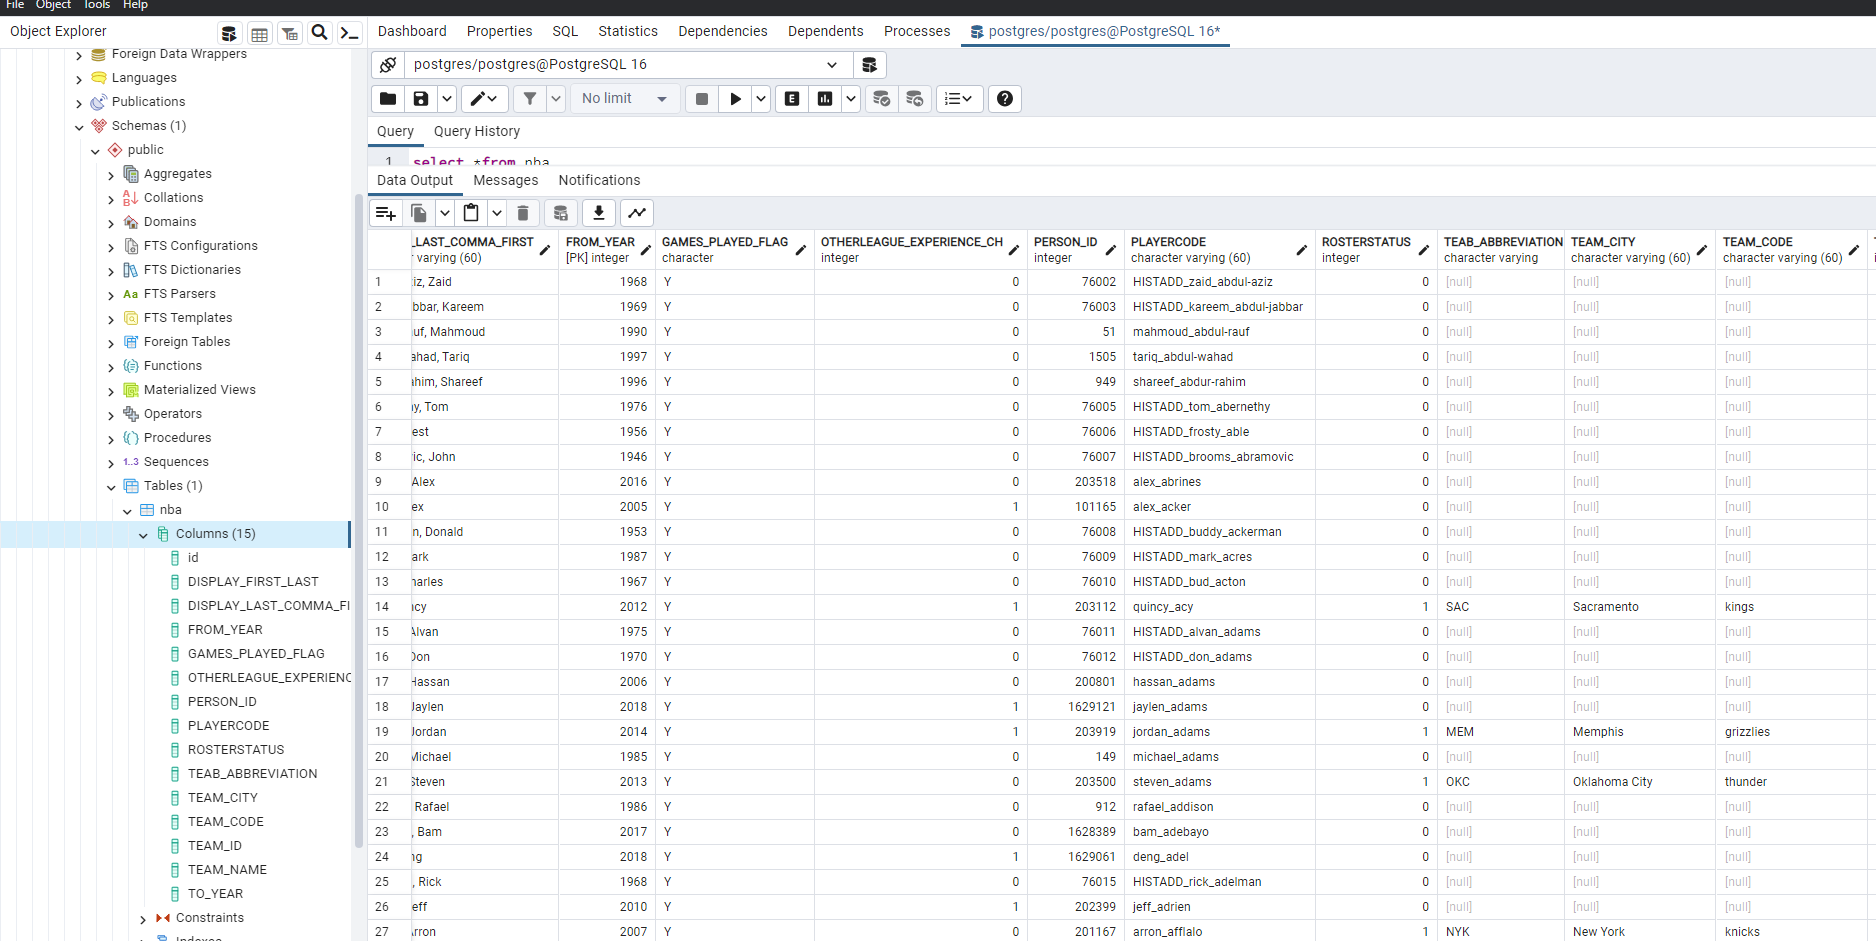 File Object Tools Help
Object Explorer
Dashboard Properties SQL Statistics Dependencies Dependents Processes postgres/postgres@PostgreSQL 16*
Foreign Data Wrappers
Languages
Publications
Schemas (1)
public
Aggregates
Collations
Domains
FTS Configurations
FTS Dictionaries
Aa FTS Parsers
FTS Templates
Foreign Tables
Functions
Materialized Views
Operators
Procedures
1..3 Sequences
Tables (1)
nba
Columns (15)
id
DISPLAY_FIRST_LAST
DISPLAY_LAST_COMMA_FI
FROM_YEAR
GAMES_PLAYED_FLAG
OTHERLEAGUE_EXPERIENC
PERSON_ID
PLAYERCODE
ROSTERSTATUS
TEAB_ABBREVIATION
TEAM_CITY
TEAM_CODE
TEAM_ID
TEAM_NAME
TO_YEAR
Constraints
Indexes
postgres/postgres@PostgreSQL 16
No limit E
Query Query History
1 select *from nba
Data Output Messages Notifications
_LAST_COMMA_FIRST FROM_YEAR GAMES_PLAYED_FLAG OTHERLEAGUE_EXPERIENCE_CH PERSON_ID PLAYERCODE ROSTERSTATUS TEAB_ABBREVIATION TEAM_CITY TEAM_CODE
r varying (60) [PK] integer character integer integer character varying (60) integer character varying character varying (60) character varying (60)
1 iz, Zaid 1968 Y 0 76002 HISTADD_zaid_abdul-aziz 0 [null] [null] [null]
2 bbar, Kareem 1969 Y 0 76003 HISTADD_kareem_abdul-jabbar 0 [null] [null] [null]
3 uf, Mahmoud 1990 Y 0 51 mahmoud_abdul-rauf 0 [null] [null] [null]
4 ahad, Tariq 1997 Y 0 1505 tariq_abdul-wahad 0 [null] [null] [null]
5 ahim, Shareef 1996 Y 0 949 shareef_abdur-rahim 0 [null] [null] [null]
6 y, Tom 1976 Y 0 76005 HISTADD_tom_abernethy 0 [null] [null] [null]
7 est 1956 Y 0 76006 HISTADD_frosty_able 0 [null] [null] [null]
8 ic, John 1946 Y 0 76007 HISTADD_brooms_abramovic 0 [null] [null] [null]
9 Alex 2016 Y 0 203518 alex_abrines 0 [null] [null] [null]
10 ex 2005 Y 1 101165 alex_acker 0 [null] [null] [null]
11 n, Donald 1953 Y 0 76008 HISTADD_buddy_ackerman 0 [null] [null] [null]
12 ark 1987 Y 0 76009 HISTADD_mark_acres 0 [null] [null] [null]
13 harles 1967 Y 0 76010 HISTADD_bud_acton 0 [null] [null] [null]
14 ncy 2012 Y 1 203112 quincy_acy 1 SAC Sacramento kings
15 Alvan 1975 Y 0 76011 HISTADD_alvan_adams 0 [null] [null] [null]
16 Don 1970 Y 0 76012 HISTADD_don_adams 0 [null] [null] [null]
17 Hassan 2006 Y 0 200801 hassan_adams 0 [null] [null] [null]
18 Jaylen 2018 Y 1 1629121 jaylen_adams 0 [null] [null] [null]
19 Jordan 2014 Y 1 203919 jordan_adams 1 MEM Memphis grizzlies
20 Michael 1985 Y 0 149 michael_adams 0 [null] [null] [null]
21 Steven 2013 Y 0 203500 steven_adams 1 OKC Oklahoma City thunder
22 Rafael 1986 Y 0 912 rafael_addison 0 [null] [null] [null]
23 , Bam 2017 Y 0 1628389 bam_adebayo 0 [null] [null] [null]
24 ng 2018 Y 1 1629061 deng_adel 0 [null] [null] [null]
25 , Rick 1968 Y 0 76015 HISTADD_rick_adelman 0 [null] [null] [null]
26 eff 2010 Y 1 202399 jeff_adrien 0 [null] [null] [null]
27 Arron 2007 Y 0 201167 arron_afflalo 1 NYK New York knicks